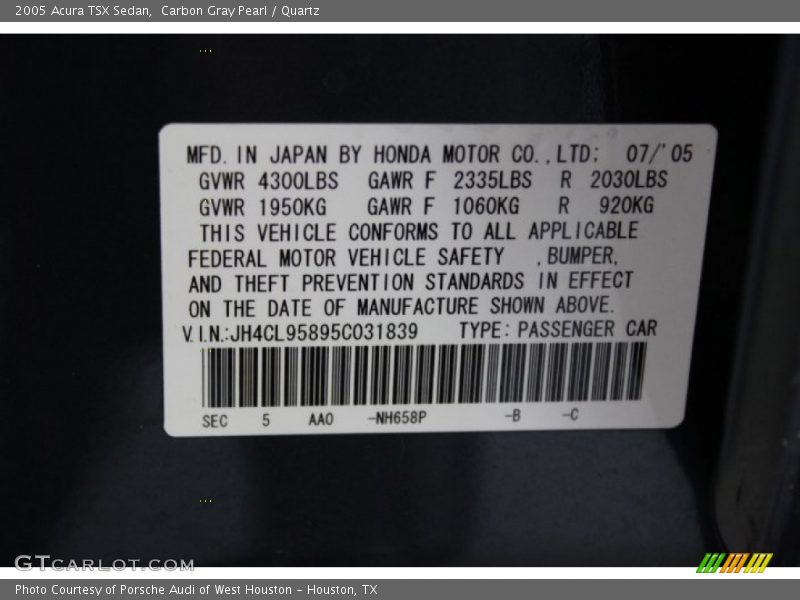 2005 Acura TSX Sedan,  Carbon Gray Pearl / Quartz
MFD. IN JAPAN BY HONDA MOTOR CO.,LTD: 07/'05
GVWR 4300LBS GAWR F 2335LBS R 2030LBS
GVWR 1950KG GAWR F 1060KG R 920KG
THIS VEHICLE CONFORMS TO ALL APPLICABLE
FEDERAL MOTOR VEHICLE SAFETY ,BUMPER,
AND THEFT PREVENTION STANDARDS IN EFFECT
ON THE DATE OF MANUFACTURE SHOWN ABOVE.
V.I.N.:JH4CL95895C031839 TYPE: PASSENGER CAR
SEC 5 AA0 -NH658P -B -C
GTCARLOT.COM
Photo Courtesy of Porsche Audi of West Houston - Houston, TX